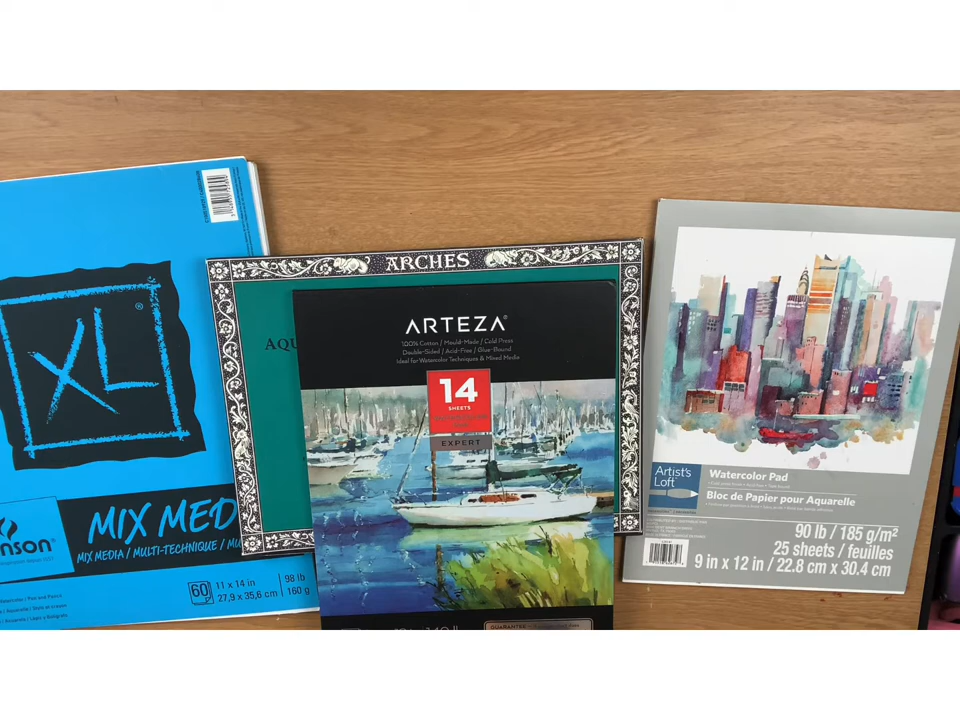 XL
®
MIX MED
MIX MEDIA / MULTI-TECHNIQUE / MU
nson®
60
11 x 14 in
27,9 x 35,6 cm
98 lb
160 g
ARCHES
AQU
ARTEZA®
100% Cotton / Mould-Made / Cold Press
Double-Sided / Acid-Free / Glue-Bound
Ideal for Watercolor Techniques & Mixed Media
14
SHEETS
EXPERT
GUARANTEE
Artist's
Loft
Watercolor Pad
Bloc de Papier pour Aquarelle
90 lb / 185 g/m²
25 sheets / feuilles
9 in x 12 in / 22.8 cm x 30.4 cm